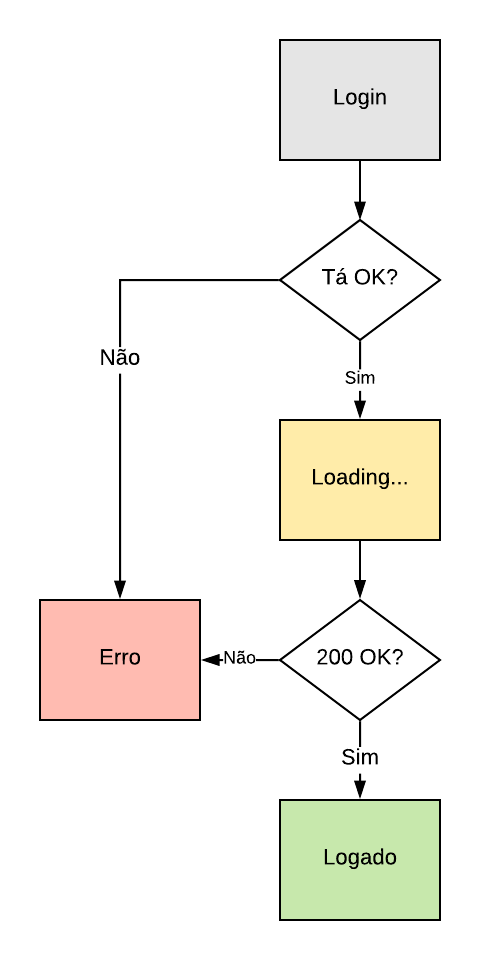 Login
Tá OK?
Não
Sim
Loading...
Erro
Não
200 OK?
Sim
Logado